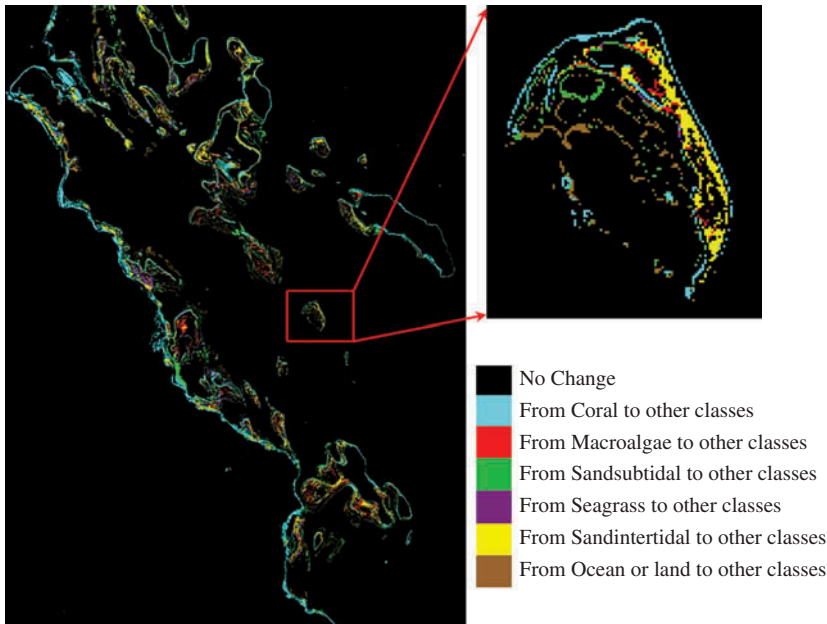 No Change
From Coral to other classes
From Macroalgae to other classes
From Sandsubtidal to other classes
From Seagrass to other classes
From Sandintertidal to other classes
From Ocean or land to other classes